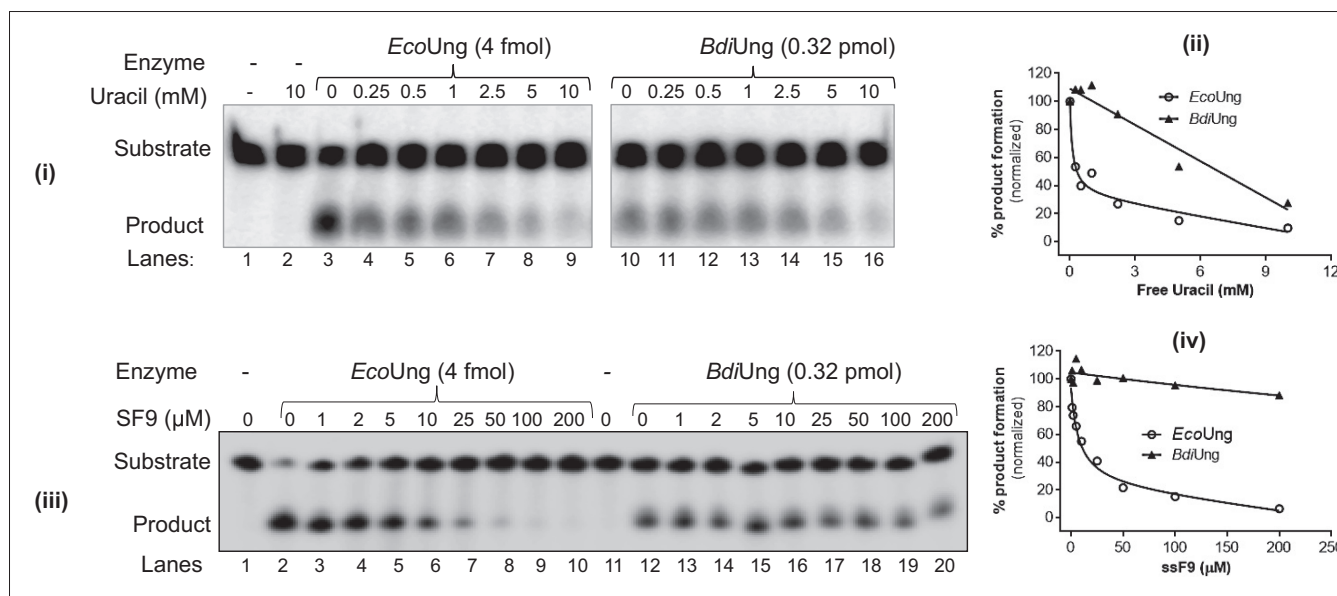 EcoUng (4 fmol) BdiUng (0.32 pmol)
Enzyme - -
Uracil (mM) - 10 0 0.25 0.5 1 2.5 5 10 0 0.25 0.5 1 2.5 5 10
(i)
Substrate
Product
Lanes: 1 2 3 4 5 6 7 8 9 10 11 12 13 14 15 16
(ii)
% product formation
(normalized)
120
100
80
60
40
20
0
EcoUng
BdiUng
0 3 6 9 12
Free Uracil (mM)
Enzyme - EcoUng (4 fmol) - BdiUng (0.32 pmol)
SF9 (µM) 0 0 1 2 5 10 25 50 100 200 0 0 1 2 5 10 25 50 100 200
(iii)
Substrate
Product
Lanes 1 2 3 4 5 6 7 8 9 10 11 12 13 14 15 16 17 18 19 20
(iv)
% product formation
(normalized)
120
100
80
60
40
20
0
EcoUng
BdiUng
0 50 100 150 200 250
ssF9 (µM)